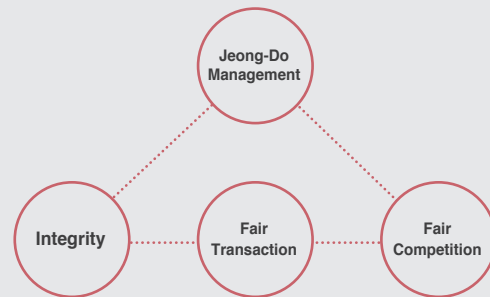 Jeong-Do
Management
Integrity
Fair
Transaction
Fair
Competition